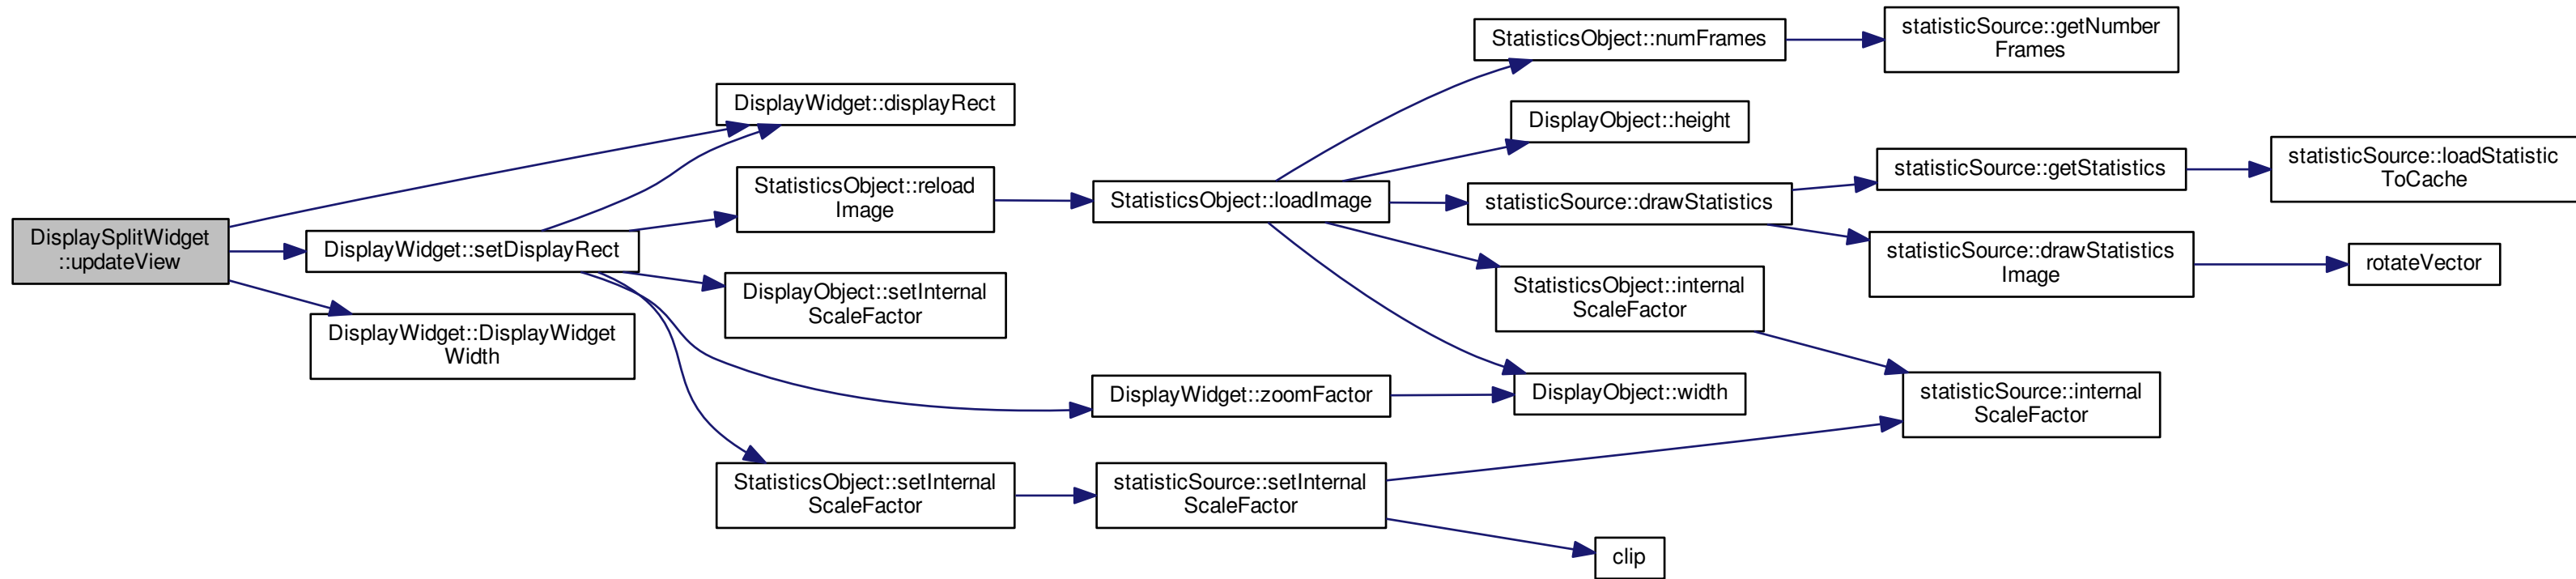 DisplaySplitWidget
::updateView
DisplayWidget::displayRect
DisplayWidget::setDisplayRect
StatisticsObject::reload
Image
StatisticsObject::loadImage
StatisticsObject::numFrames
statisticSource::getNumber
Frames
DisplayObject::height
statisticSource::drawStatistics
statisticSource::getStatistics
statisticSource::loadStatistic
ToCache
statisticSource::drawStatistics
Image
rotateVector
StatisticsObject::internal
ScaleFactor
statisticSource::internal
ScaleFactor
DisplayObject::width
DisplayObject::setInternal
ScaleFactor
DisplayWidget::zoomFactor
StatisticsObject::setInternal
ScaleFactor
statisticSource::setInternal
ScaleFactor
clip
DisplayWidget::DisplayWidget
Width